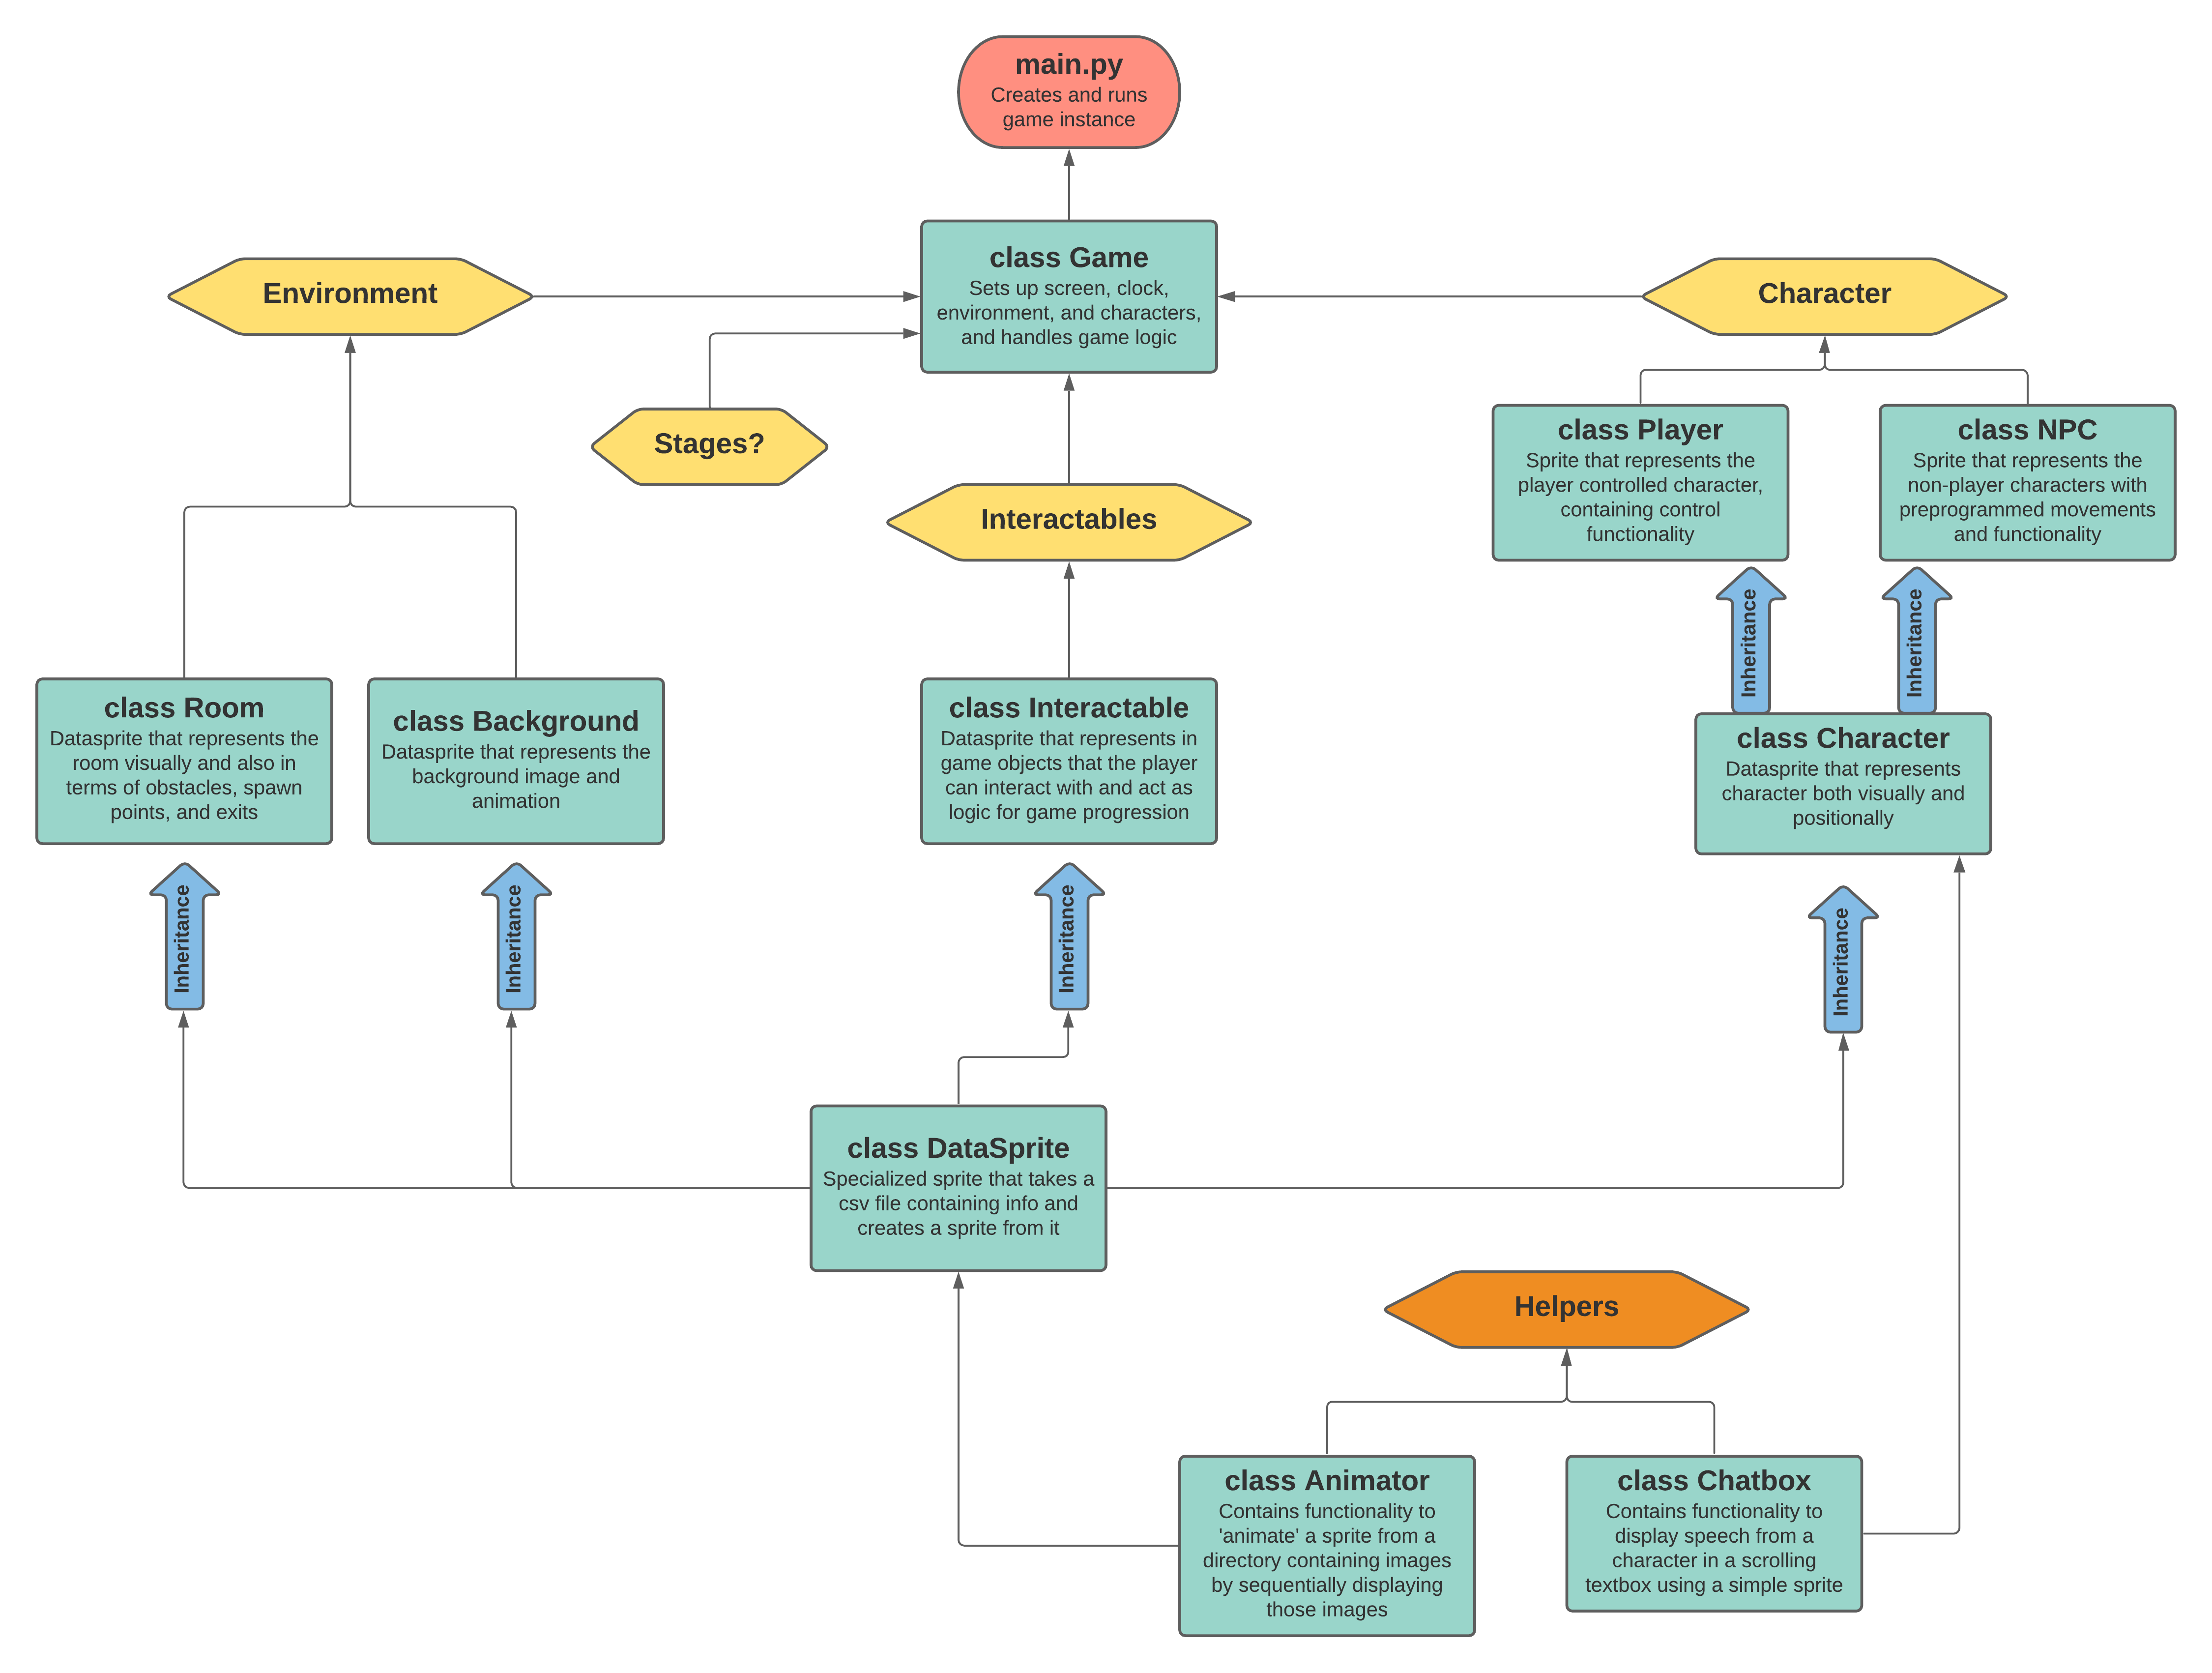 main.py
Creates and runs
game instance
class Game
Sets up screen, clock,
environment, and characters,
and handles game logic
Environment
Character
Stages?
Interactables
class Player
Sprite that represents the
player controlled character,
containing control
functionality
class NPC
Sprite that represents the
non-player characters with
preprogrammed movements
and functionality
Inheritance
Inheritance
class Room
Datasprite that represents the
room visually and also in
terms of obstacles, spawn
points, and exits
class Background
Datasprite that represents the
background image and
animation
class Interactable
Datasprite that represents in
game objects that the player
can interact with and act as
logic for game progression
class Character
Datasprite that represents
character both visually and
positionally
Inheritance
Inheritance
Inheritance
Inheritance
class DataSprite
Specialized sprite that takes a
csv file containing info and
creates a sprite from it
Helpers
class Animator
Contains functionality to
'animate' a sprite from a
directory containing images
by sequentially displaying
those images
class Chatbox
Contains functionality to
display speech from a
character in a scrolling
textbox using a simple sprite